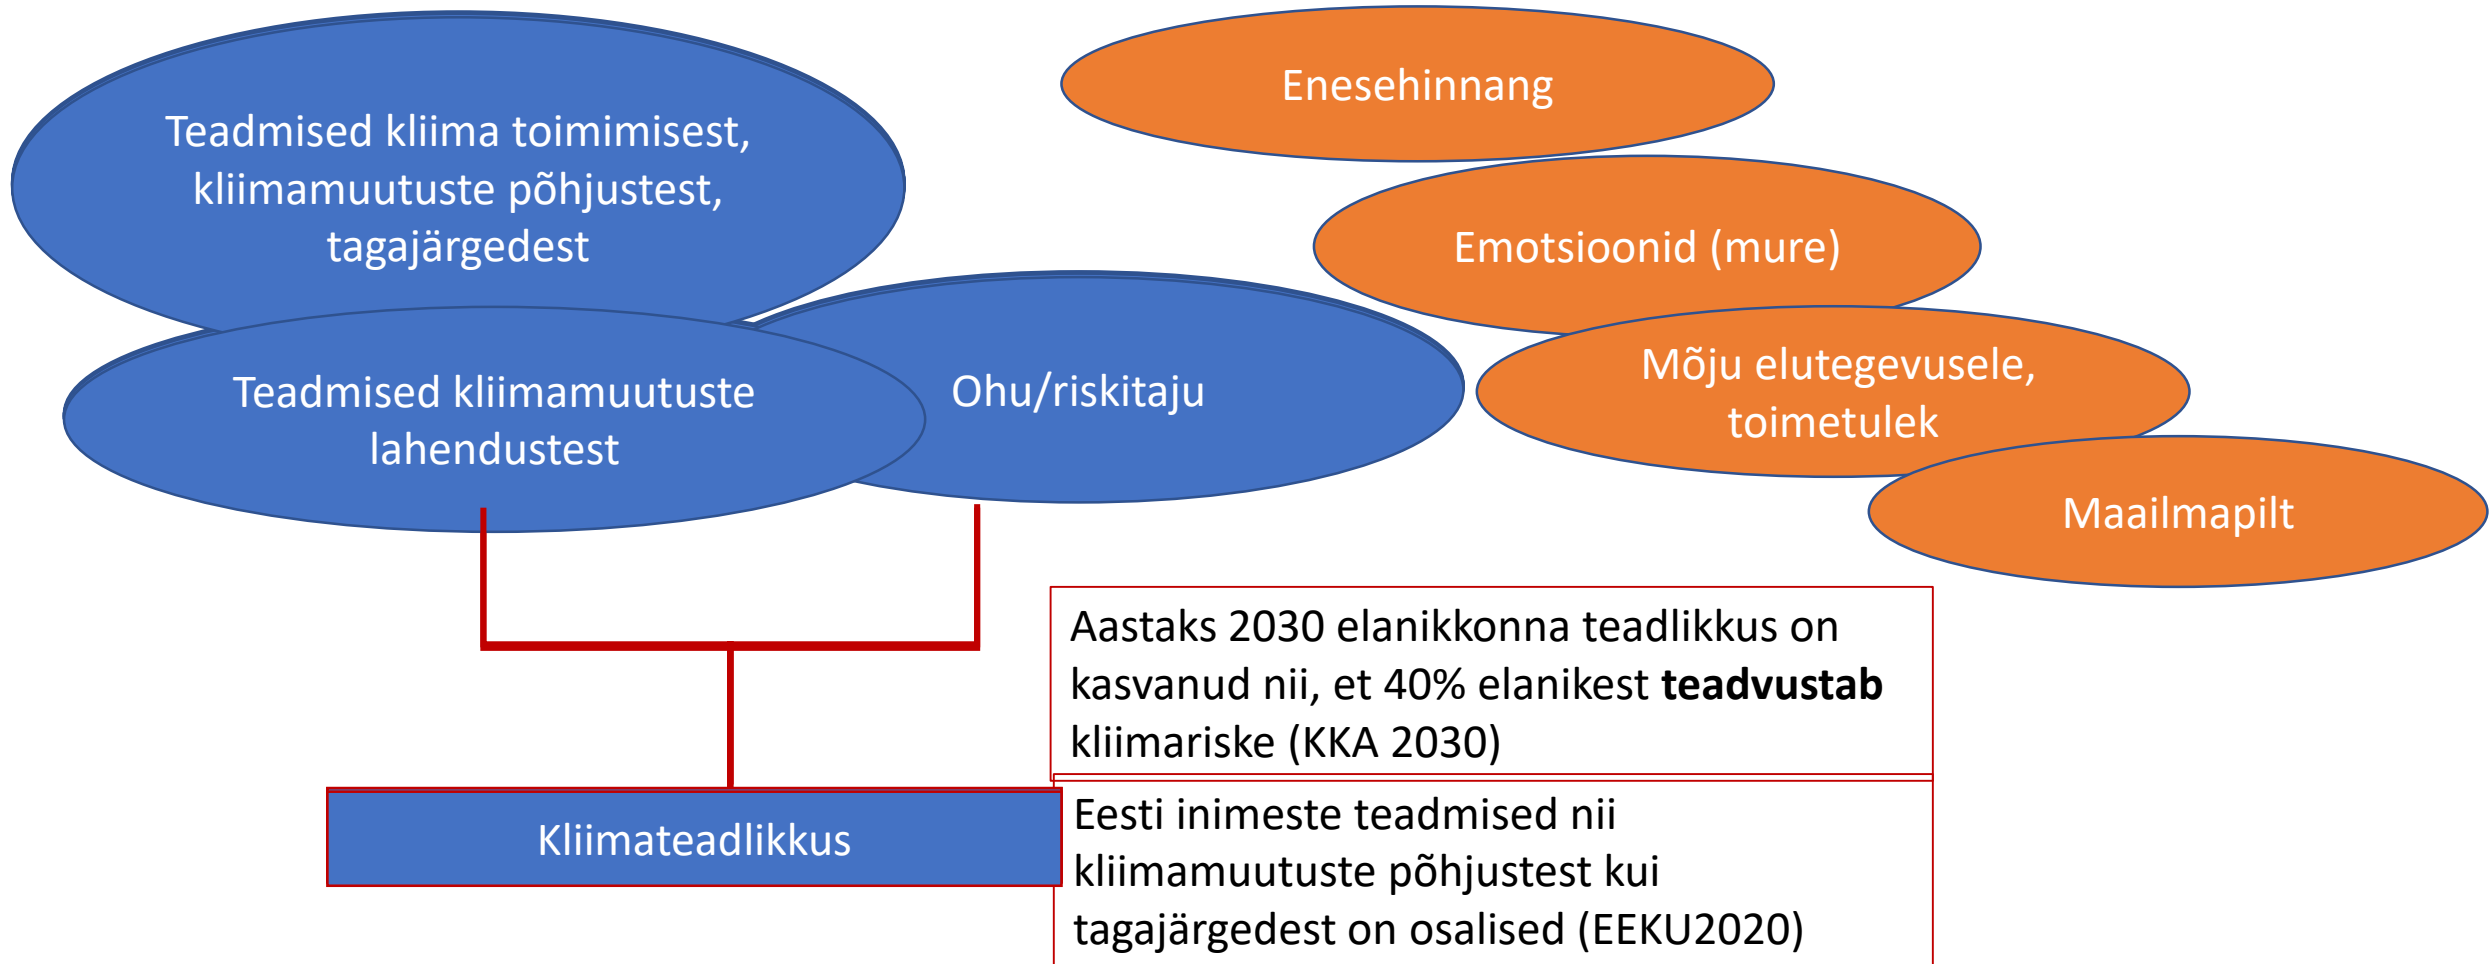 Teadmised kliima toimimisest,
kliimamuutuste põhjustest,
tagajärgedest
Teadmised kliimamuutuste
lahendustest
Ohu/riskitaju
Enesehinnang
Emotsioonid (mure)
Mõju elutegevusele,
toimetulek
Maailmapilt
Aastaks 2030 elanikkonna teadlikkus on
kasvanud nii, et 40% elanikest teadvustab
kliimariske (KKA 2030)
Kliimateadlikkus
Eesti inimeste teadmised nii
kliimamuutuste põhjustest kui
tagajärgedest on osalised (EEKU2020)